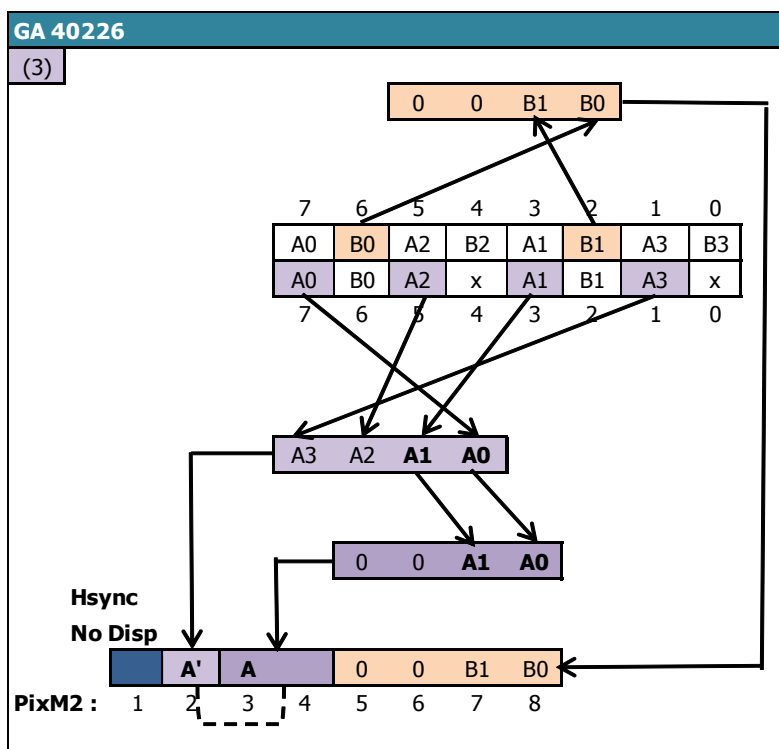 GA 40226
(3)
0 0 B1 B0
7 6 5 4 3 2 1 0
A0 B0 A2 B2 A1 B1 A3 B3
A0 B0 A2 x A1 B1 A3 x
7 6 5 4 3 2 1 0
A3 A2 A1 A0
0 0 A1 A0
Hsync
No Disp
A' A 0 0 B1 B0
PixM2 : 1 2 3 4 5 6 7 8